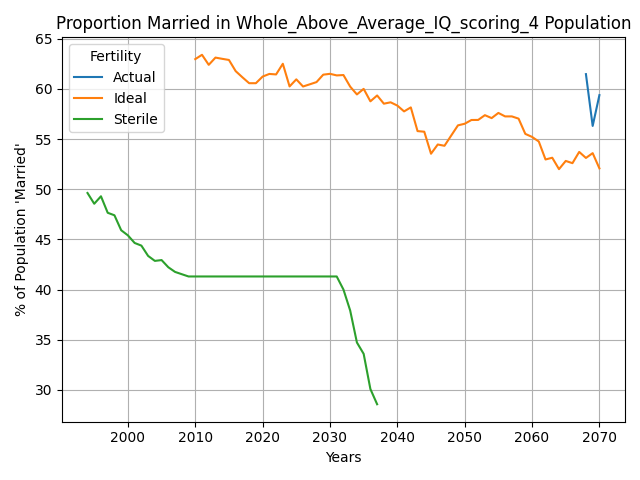 Proportion Married in Whole_Above_Average_IQ_scoring_4 Population
Fertility
Actual
Ideal
Sterile
% of Population 'Married'
65
60
55
50
45
40
35
30
2000
2010
2020
2030
2040
2050
2060
2070
Years